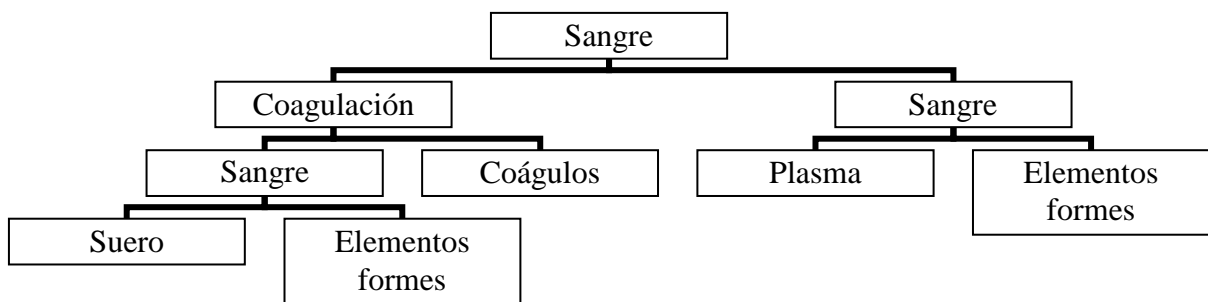 Sangre
Coagulación
Sangre
Sangre
Coágulos
Plasma
Elementos
formes
Suero
Elementos
formes